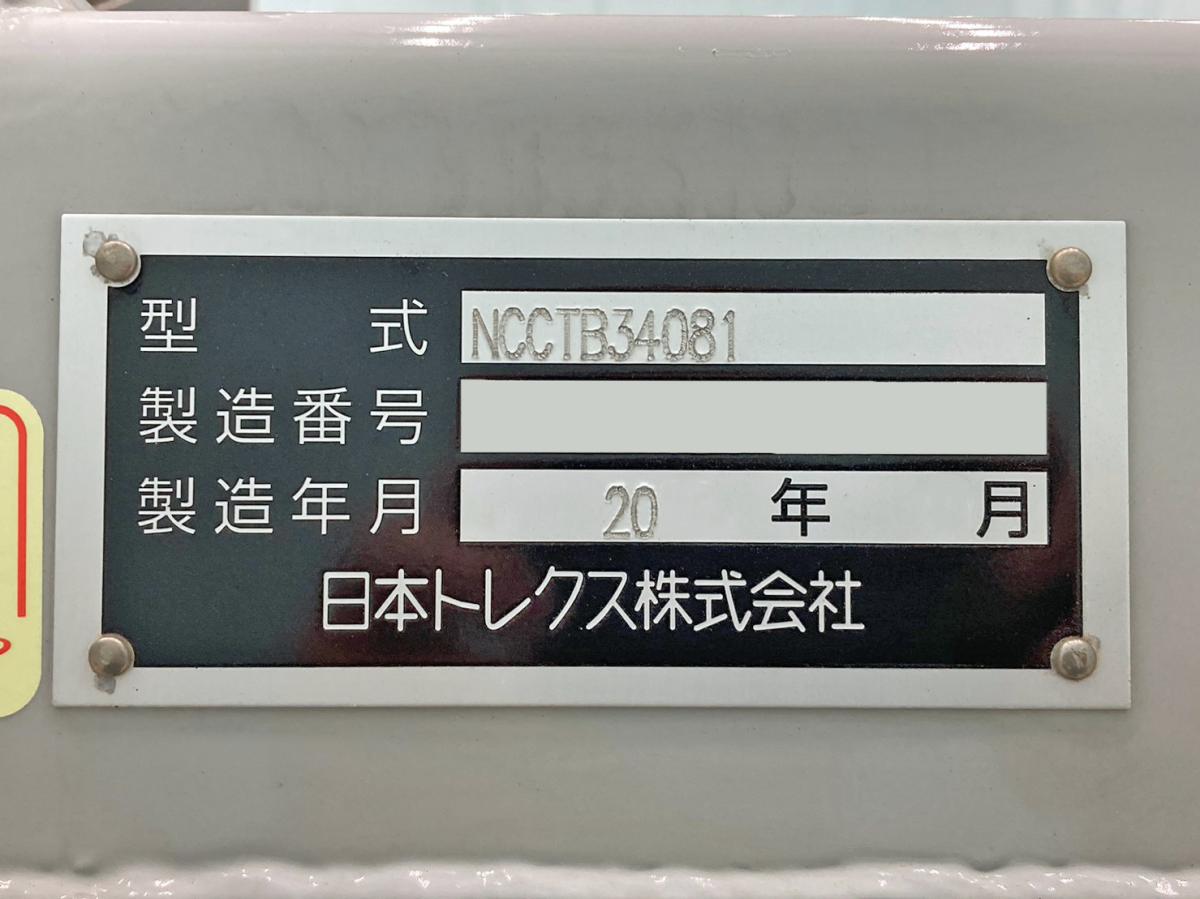 型式 NCCTB34081
製造番号
製造年月 20 年 月
日本トレクス株式会社